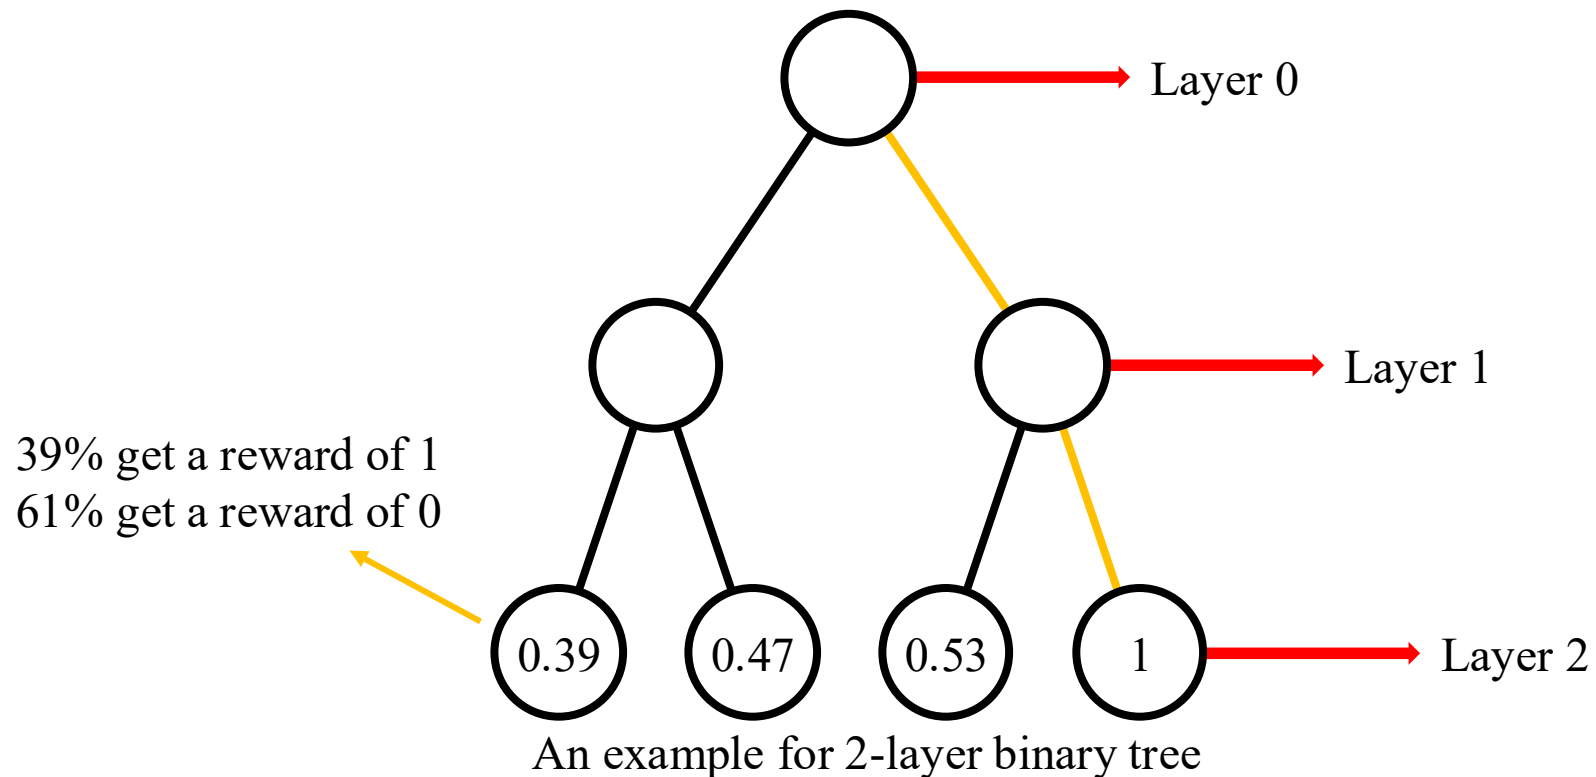 Layer 0
Layer 1
39% get a reward of 1
61% get a reward of 0
0.39 0.47 0.53 1 Layer 2
An example for 2-layer binary tree